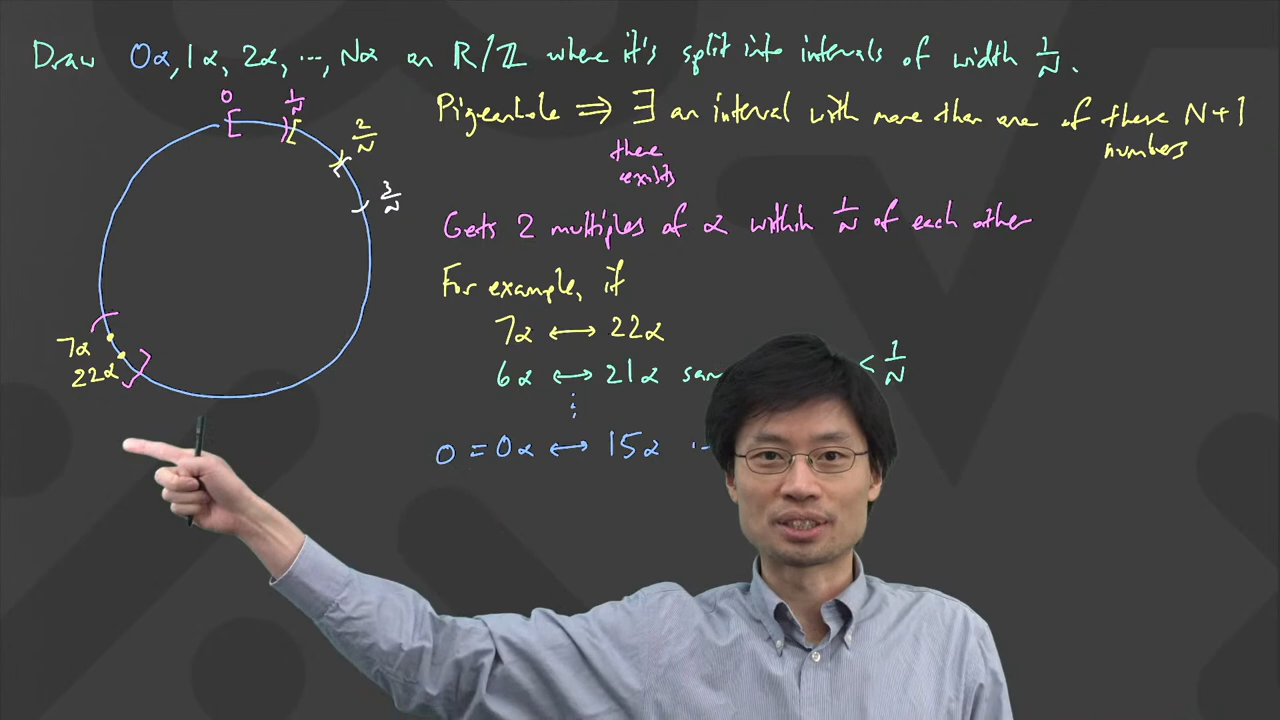 Draw 0α, 1α, 2α, ..., Nα on ℝ/ℤ where it's split into intervals of width 1/N.
0
1/N
2/N
3/N
7α
22α
Pigeonhole ⇒ ∃ an interval with more than one of these N+1
numbers
there
exists
Gets 2 multiples of α within 1/N of each other
For example, if
7α ⟷ 22α
6α ⟷ 21α < 1/N
⋮
0 = 0α ⟷ 15α ...